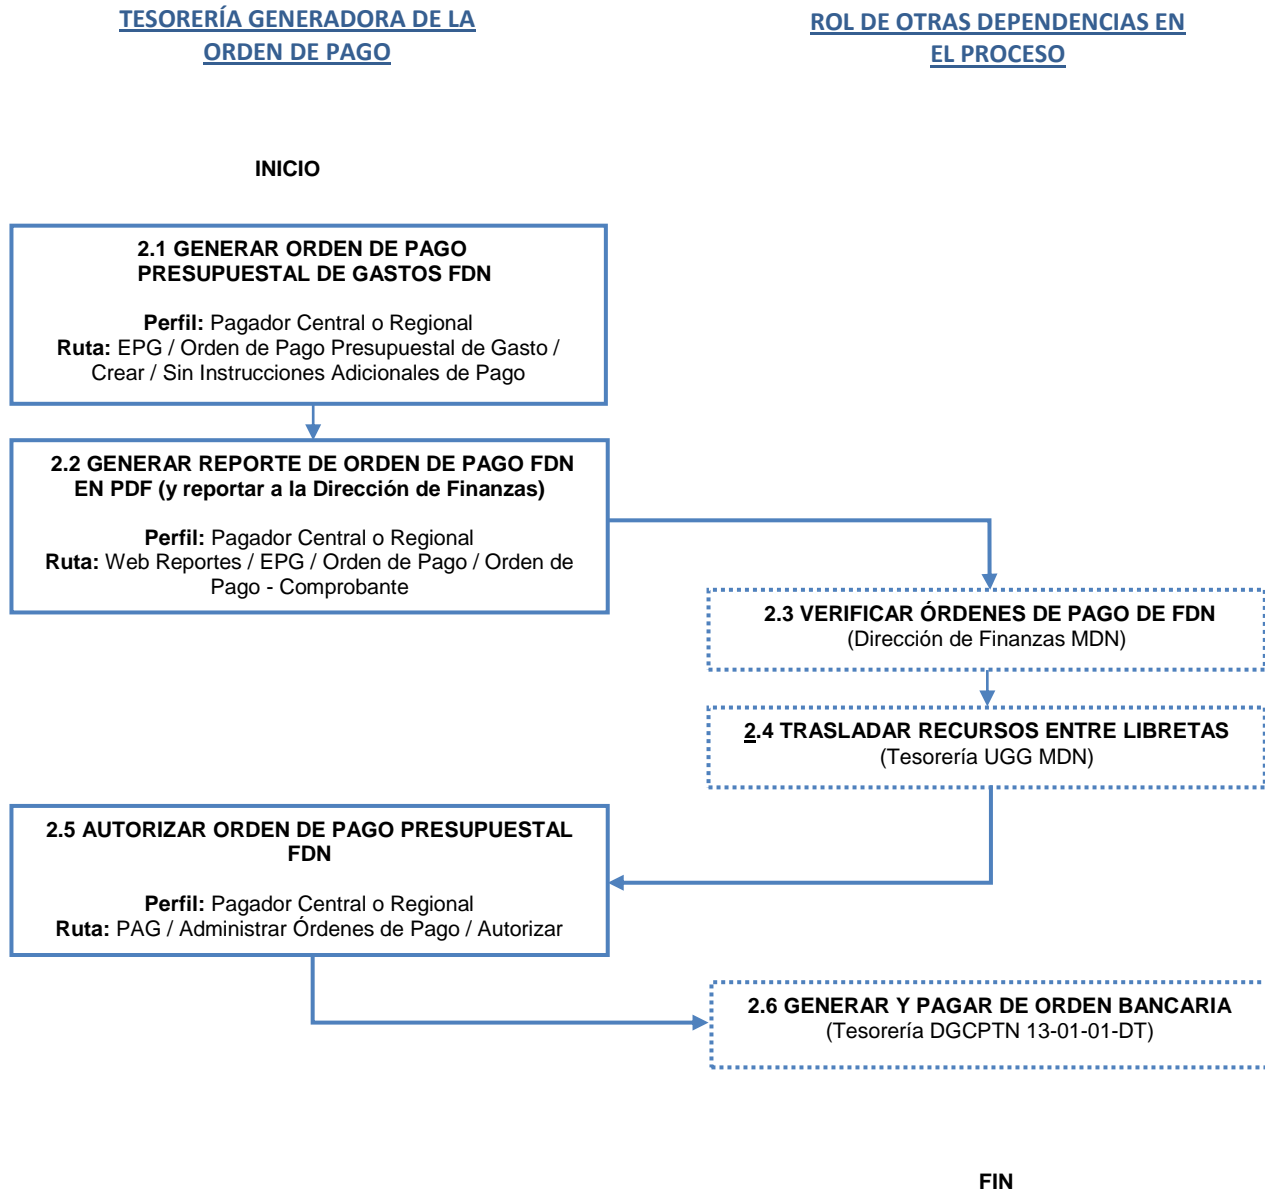 TESORERÍA GENERADORA DE LA
ORDEN DE PAGO
ROL DE OTRAS DEPENDENCIAS EN
EL PROCESO
INICIO
2.1 GENERAR ORDEN DE PAGO
PRESUPUESTAL DE GASTOS FDN
Perfil: Pagador Central o Regional
Ruta: EPG / Orden de Pago Presupuestal de Gasto /
Crear / Sin Instrucciones Adicionales de Pago
2.2 GENERAR REPORTE DE ORDEN DE PAGO FDN
EN PDF (y reportar a la Dirección de Finanzas)
Perfil: Pagador Central o Regional
Ruta: Web Reportes / EPG / Orden de Pago / Orden de
Pago - Comprobante
2.3 VERIFICAR ÓRDENES DE PAGO DE FDN
(Dirección de Finanzas MDN)
2.4 TRASLADAR RECURSOS ENTRE LIBRETAS
(Tesorería UGG MDN)
2.5 AUTORIZAR ORDEN DE PAGO PRESUPUESTAL
FDN
Perfil: Pagador Central o Regional
Ruta: PAG / Administrar Órdenes de Pago / Autorizar
2.6 GENERAR Y PAGAR DE ORDEN BANCARIA
(Tesorería DGCPTN 13-01-01-DT)
FIN